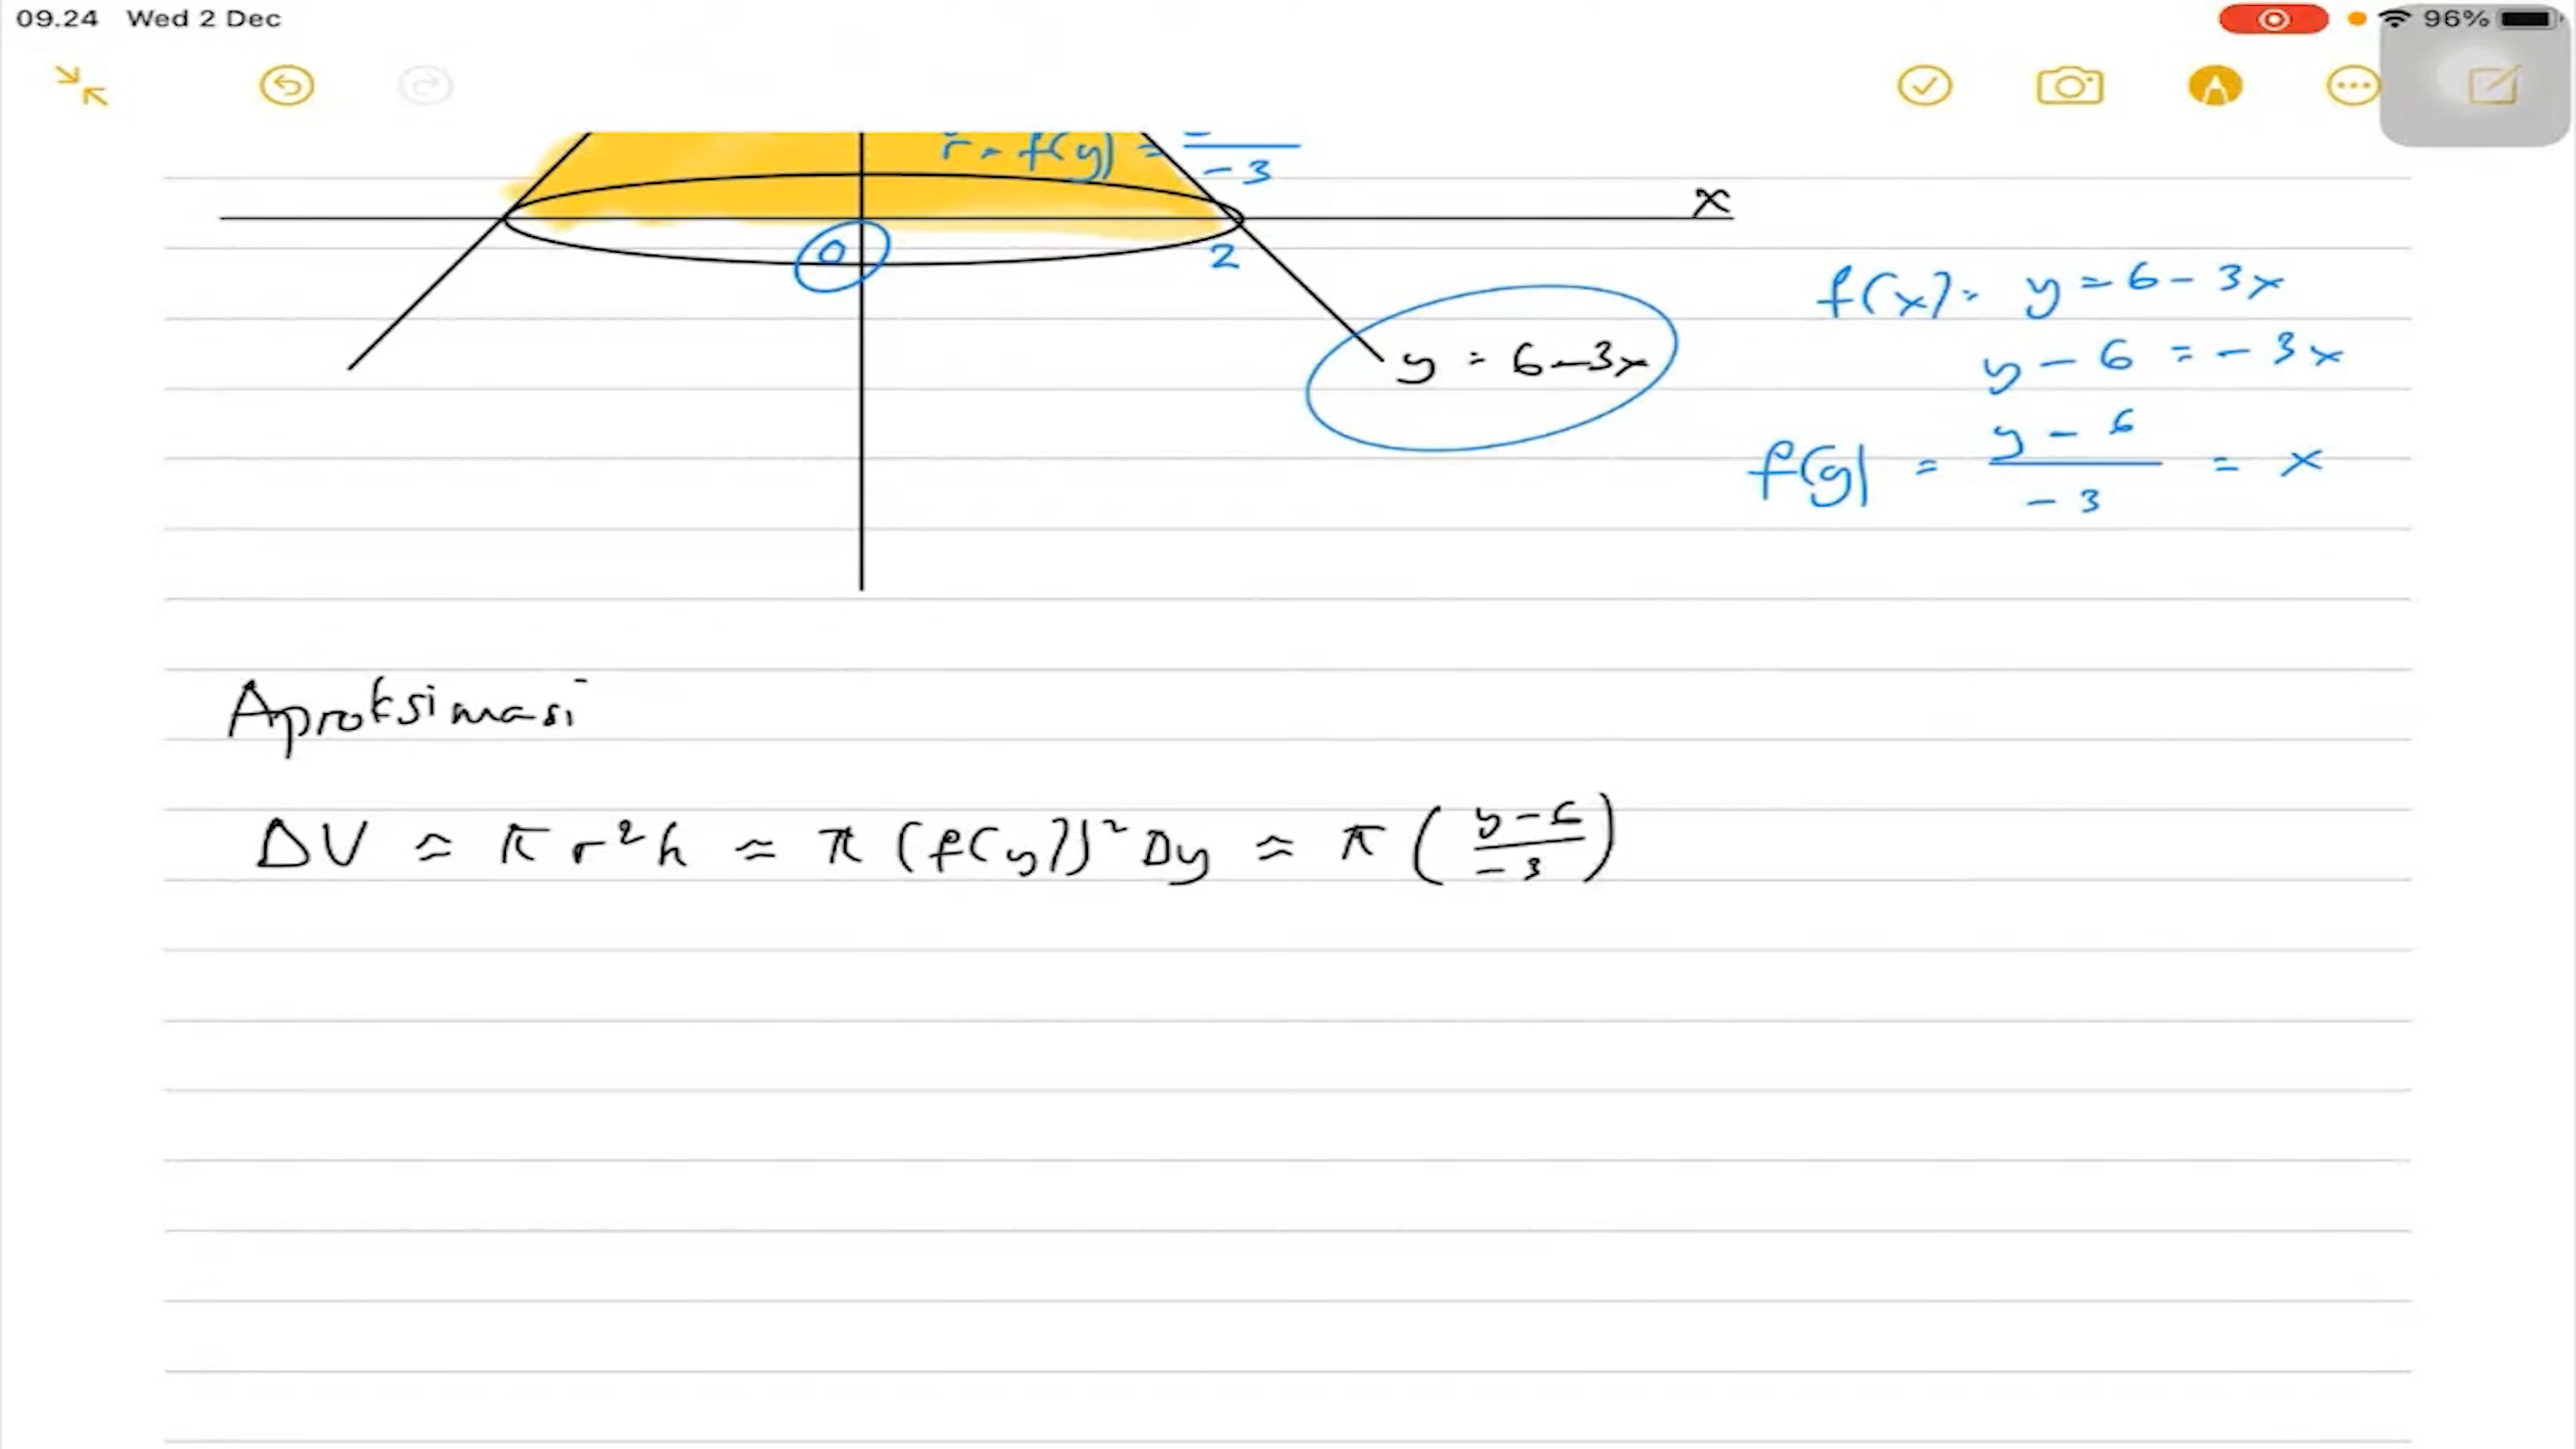 09.24 Wed 2 Dec 96%
r = f(y) = -3
x
0 2
y = 6-3x
f(x) = y = 6-3x
y - 6 = -3x
f(y) = y-6 / -3 = x
Aproksimasi
ΔV ≈ π r²h ≈ π (f(y))² Δy ≈ π (y-6 / -3)